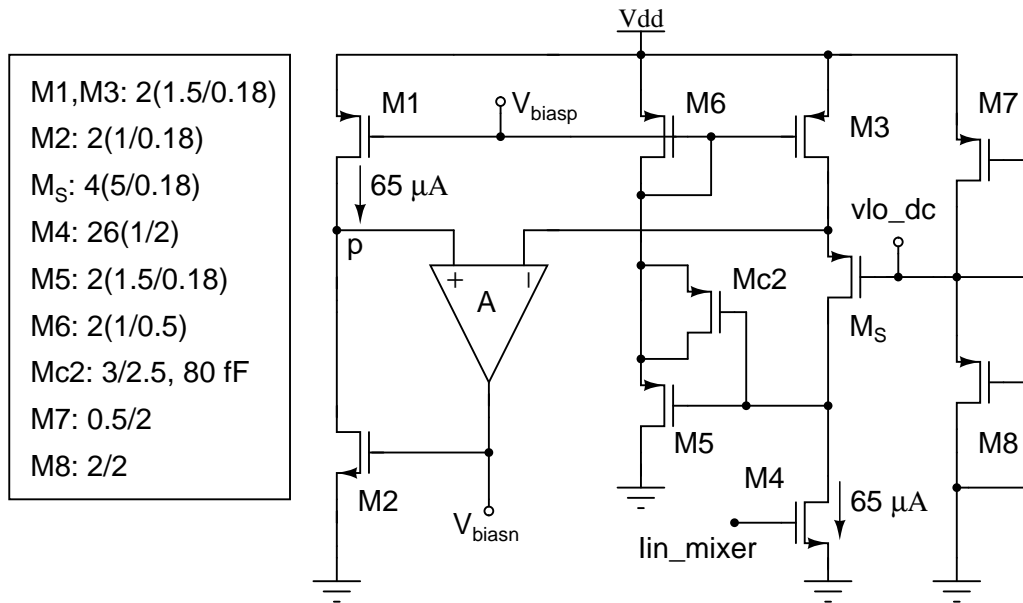 Vdd
M1,M3: 2(1.5/0.18)
M2: 2(1/0.18)
MS: 4(5/0.18)
M4: 26(1/2)
M5: 2(1.5/0.18)
M6: 2(1/0.5)
Mc2: 3/2.5, 80 fF
M7: 0.5/2
M8: 2/2
M1
Vbiasp
M6
M3
M7
65 μA
p
+
−
A
Mc2
vlo_dc
MS
M5
M8
M2
Vbiasn
M4
65 μA
Iin_mixer